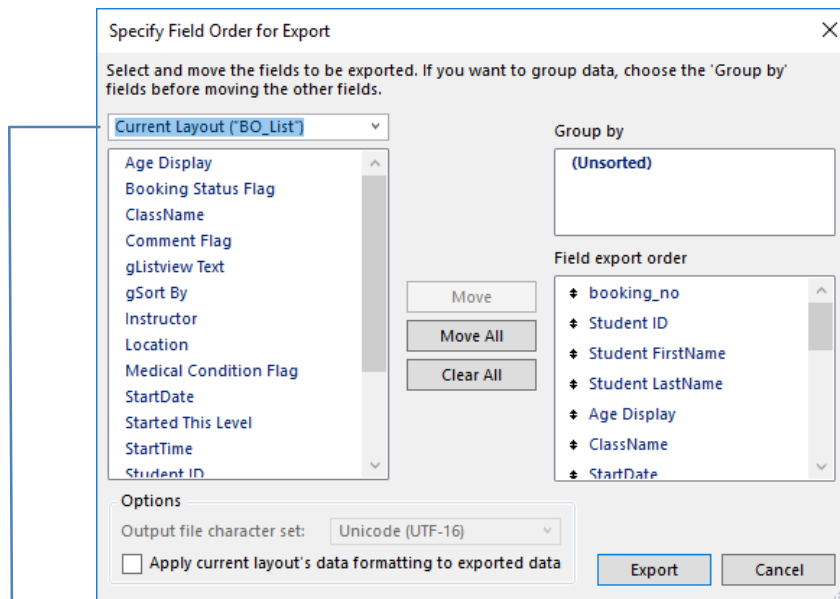 Specify Field Order for Export
Select and move the fields to be exported. If you want to group data, choose the 'Group by'
fields before moving the other fields.
Current Layout ("BO_List")
Age Display
Booking Status Flag
ClassName
Comment Flag
gListview Text
gSort By
Instructor
Location
Medical Condition Flag
StartDate
Started This Level
StartTime
Student ID
Move
Move All
Clear All
Group by
(Unsorted)
Field export order
booking_no
Student ID
Student FirstName
Student LastName
Age Display
ClassName
StartDate
Options
Output file character set: Unicode (UTF-16)
Apply current layout's data formatting to exported data
Export
Cancel